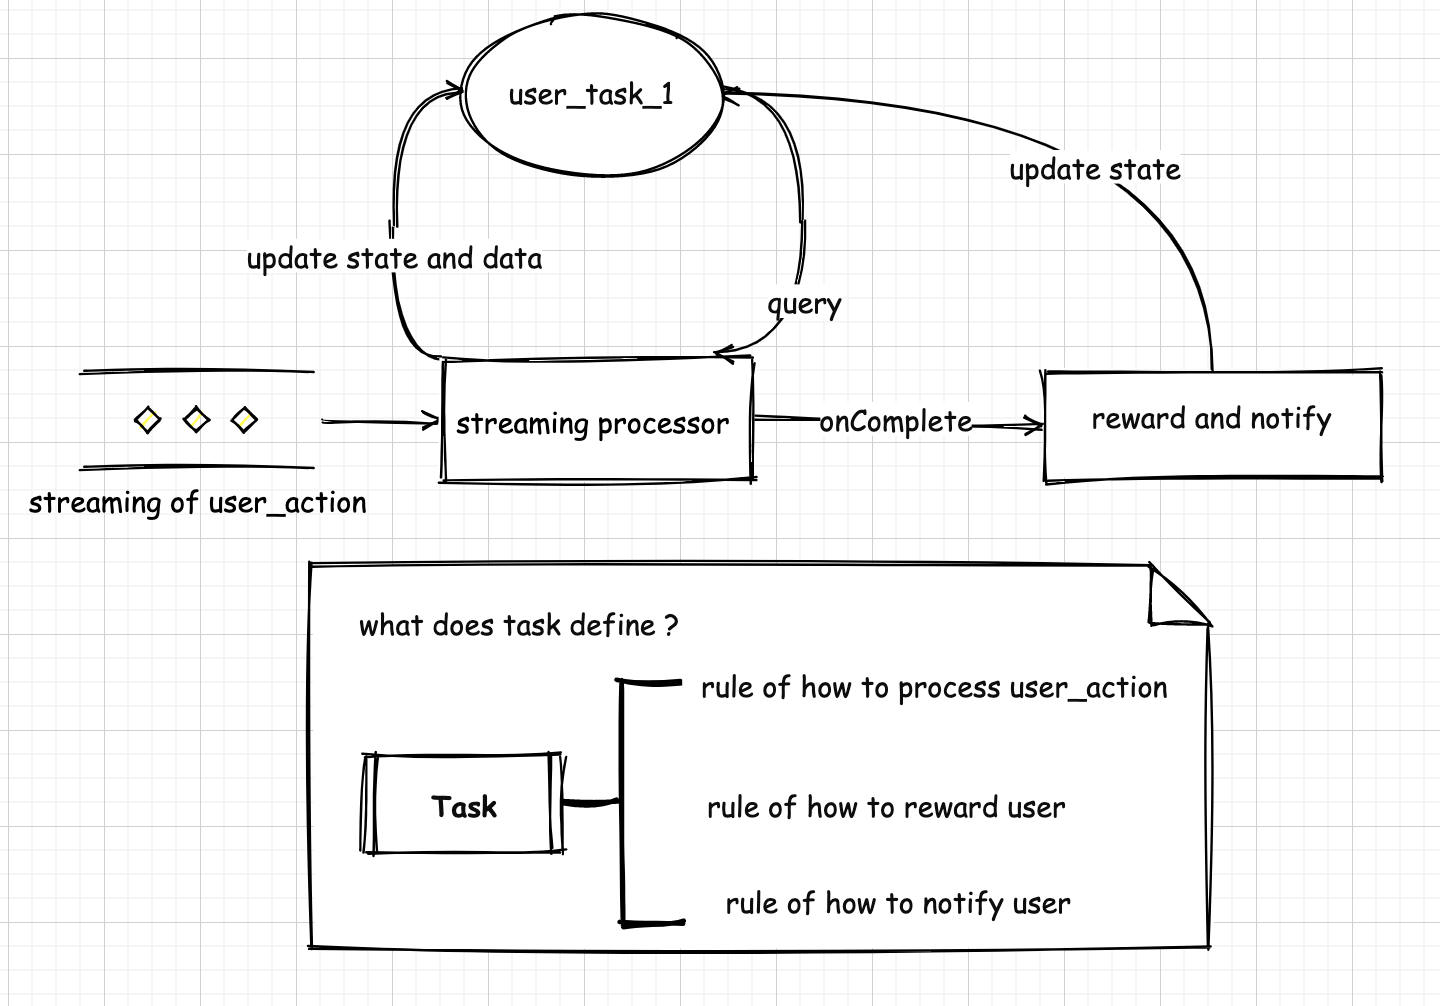 user_task_1
update state
update state and data
query
streaming processor
onComplete
reward and notify
streaming of user_action
what does task define ?
rule of how to process user_action
Task
rule of how to reward user
rule of how to notify user